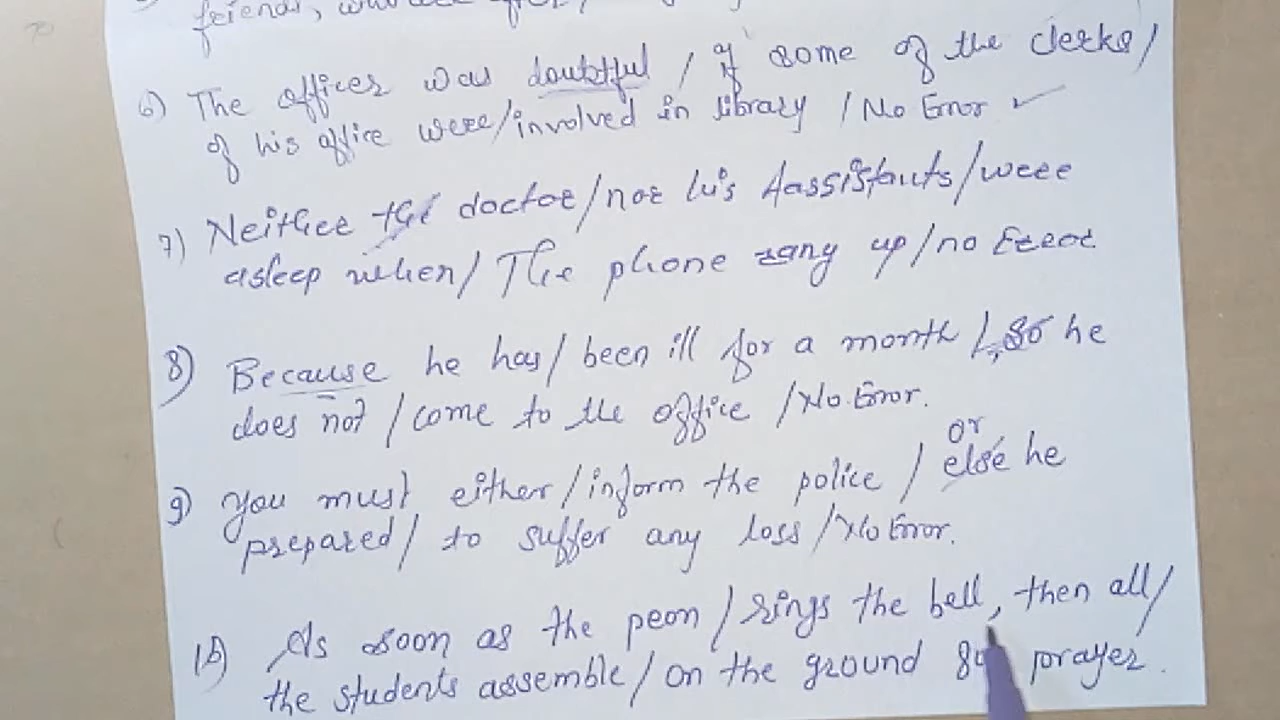 friends,
6) The officer was doubtful / if some of the clerks /
of his office were/involved in library / No Error ✓
7) Neither the doctor/nor his Aassistants/were
asleep when/ The phone rang up/no Error
8) Because he has/ been ill for a month /, so he
does not / come to the office / No Error.
or
9) You must either/inform the police / else he
prepared/ to suffer any loss /No Error.
10) As soon as the peon / rings the bell, then all/
the students assemble/ on the ground for prayer.